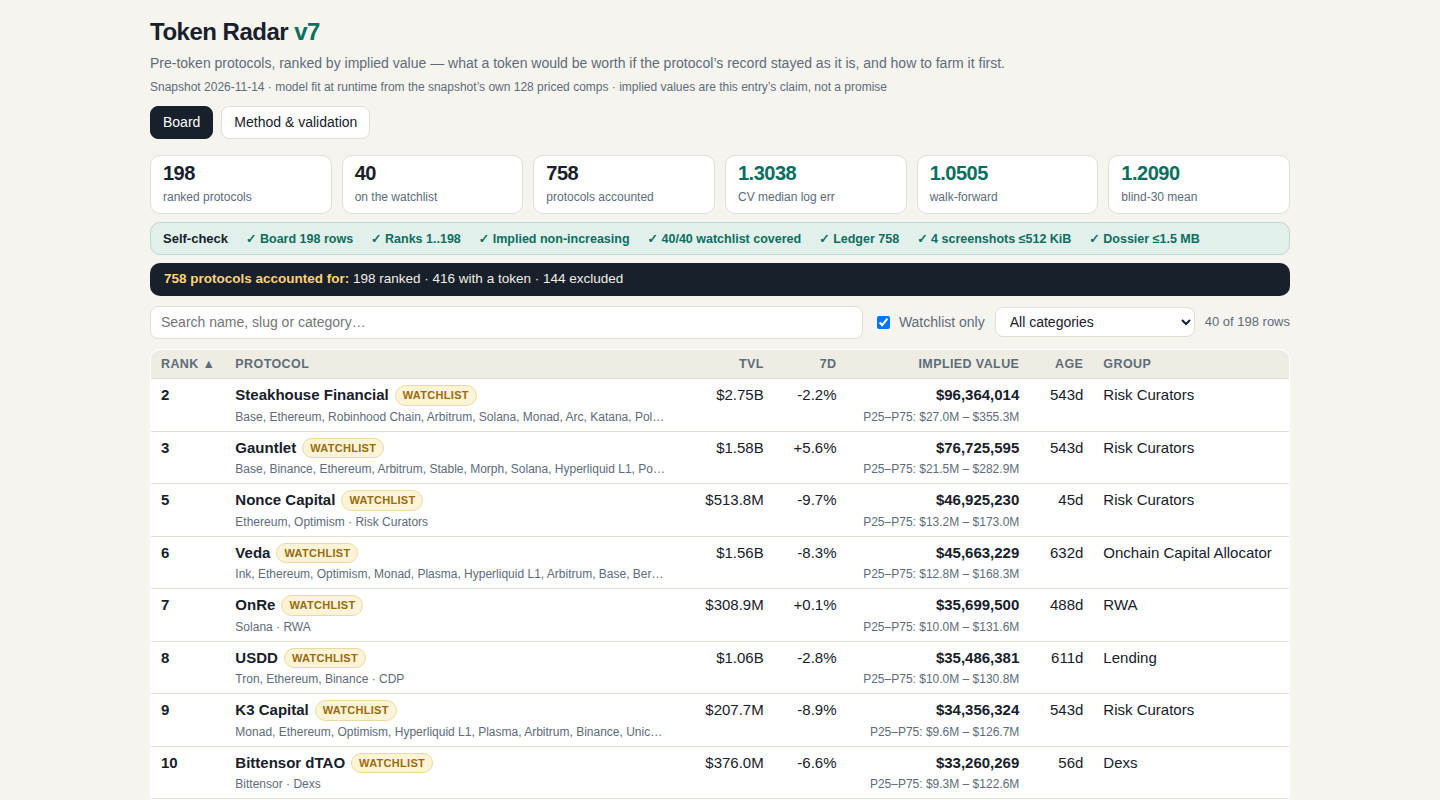 Token Radar v7
Pre-token protocols, ranked by implied value — what a token would be worth if the protocol’s record stayed as it is, and how to farm it first.
Snapshot 2026-11-14 · model fit at runtime from the snapshot’s own 128 priced comps · implied values are this entry’s claim, not a promise
Board Method & validation
198 40 758 1.3038 1.0505 1.2090
ranked protocols on the watchlist protocols accounted CV median log err walk-forward blind-30 mean
Self-check ✓ Board 198 rows ✓ Ranks 1..198 ✓ Implied non-increasing ✓ 40/40 watchlist covered ✓ Ledger 758 ✓ 4 screenshots ≤512 KiB ✓ Dossier ≤1.5 MB
758 protocols accounted for: 198 ranked · 416 with a token · 144 excluded
Search name, slug or category… Watchlist only All categories 40 of 198 rows
RANK ▲ PROTOCOL TVL 7D IMPLIED VALUE AGE GROUP
2 Steakhouse Financial WATCHLIST $2.75B -2.2% $96,364,014 543d Risk Curators
Base, Ethereum, Robinhood Chain, Arbitrum, Solana, Monad, Arc, Katana, Pol… P25–P75: $27.0M – $355.3M
3 Gauntlet WATCHLIST $1.58B +5.6% $76,725,595 543d Risk Curators
Base, Binance, Ethereum, Arbitrum, Stable, Morph, Solana, Hyperliquid L1, Po… P25–P75: $21.5M – $282.9M
5 Nonce Capital WATCHLIST $513.8M -9.7% $46,925,230 45d Risk Curators
Ethereum, Optimism · Risk Curators P25–P75: $13.2M – $173.0M
6 Veda WATCHLIST $1.56B -8.3% $45,663,229 632d Onchain Capital Allocator
Ink, Ethereum, Optimism, Monad, Plasma, Hyperliquid L1, Arbitrum, Base, Ber… P25–P75: $12.8M – $168.3M
7 OnRe WATCHLIST $308.9M +0.1% $35,699,500 488d RWA
Solana · RWA P25–P75: $10.0M – $131.6M
8 USDD WATCHLIST $1.06B -2.8% $35,486,381 611d Lending
Tron, Ethereum, Binance · CDP P25–P75: $10.0M – $130.8M
9 K3 Capital WATCHLIST $207.7M -8.9% $34,356,324 543d Risk Curators
Monad, Ethereum, Optimism, Hyperliquid L1, Plasma, Arbitrum, Binance, Unic… P25–P75: $9.6M – $126.7M
10 Bittensor dTAO WATCHLIST $376.0M -6.6% $33,260,269 56d Dexs
Bittensor · Dexs P25–P75: $9.3M – $122.6M